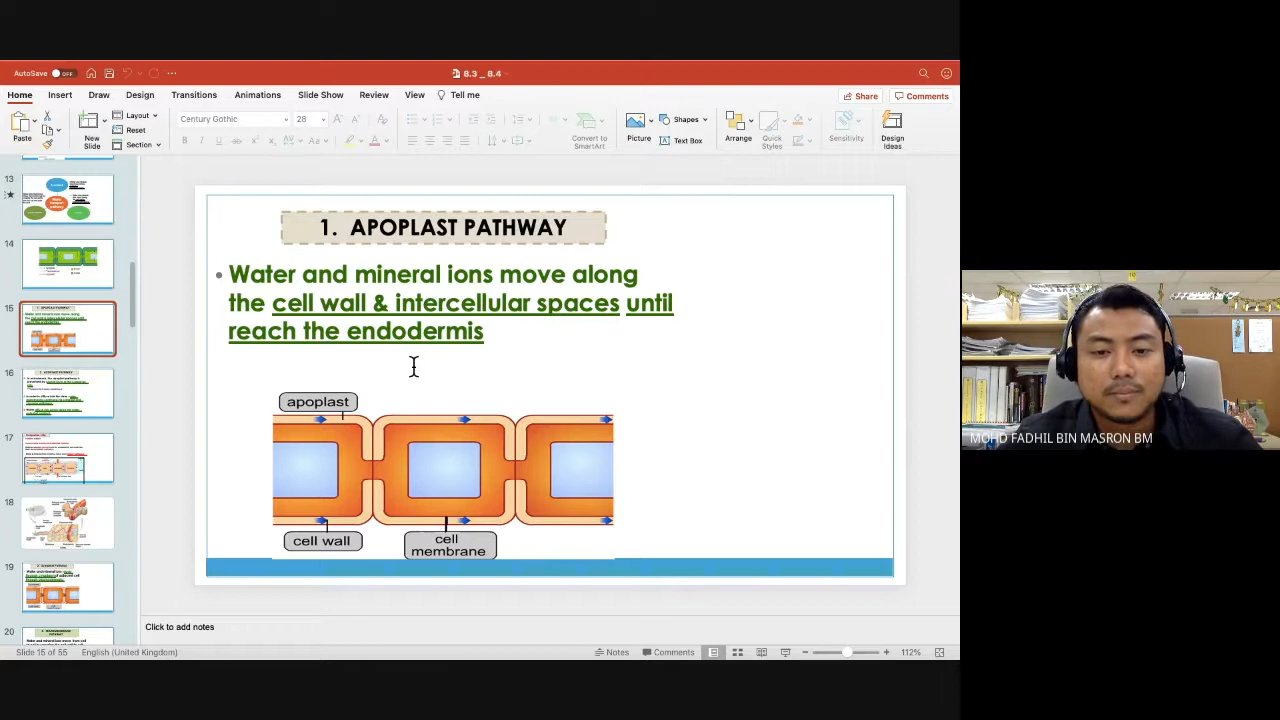 AutoSave OFF
8.3 _ 8.4
Home Insert Draw Design Transitions Animations Slide Show Review View Tell me
Share Comments
Paste
New Slide
Layout
Reset
Section
Century Gothic 28
Convert to SmartArt
Picture
Shapes
Text Box
Arrange
Quick Styles
Sensitivity
Design Ideas
13
14
15
16
17
18
19
20
1. APOPLAST PATHWAY
• Water and mineral ions move along
the cell wall & intercellular spaces until
reach the endodermis
apoplast
cell wall
cell
membrane
Click to add notes
Slide 15 of 55 English (United Kingdom)
Notes Comments 112%
MOHD FADHIL BIN MASRON BM